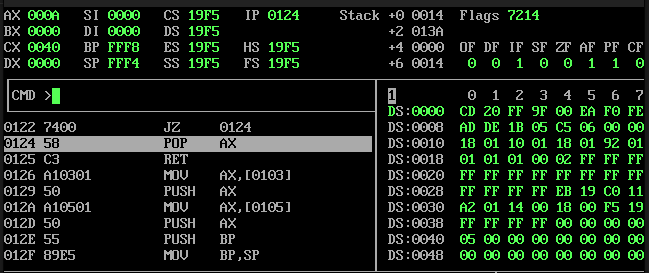 AX 000A SI 0000 CS 19F5 IP 0124 Stack +0 0014 Flags 7214
BX 0000 DI 0000 DS 19F5 +2 013A
CX 0040 BP FFF8 ES 19F5 HS 19F5 +4 0000 OF DF IF SF ZF AF PF CF
DX 0000 SP FFF4 SS 19F5 FS 19F5 +6 0014 0 0 1 0 0 1 1 0
CMD >
1 0 1 2 3 4 5 6 7
DS:0000 CD 20 FF 9F 00 EA F0 FE
0122 7400 JZ 0124 DS:0008 AD DE 1B 05 C5 06 00 00
0124 58 POP AX DS:0010 18 01 10 01 18 01 92 01
0125 C3 RET DS:0018 01 01 01 00 02 FF FF FF
0126 A10301 MOV AX,[0103] DS:0020 FF FF FF FF FF FF FF FF
0129 50 PUSH AX DS:0028 FF FF FF FF EB 19 C0 11
012A A10501 MOV AX,[0105] DS:0030 A2 01 14 00 18 00 F5 19
012D 50 PUSH AX DS:0038 FF FF FF FF 00 00 00 00
012E 55 PUSH BP DS:0040 05 00 00 00 00 00 00 00
012F 89E5 MOV BP,SP DS:0048 00 00 00 00 00 00 00 00